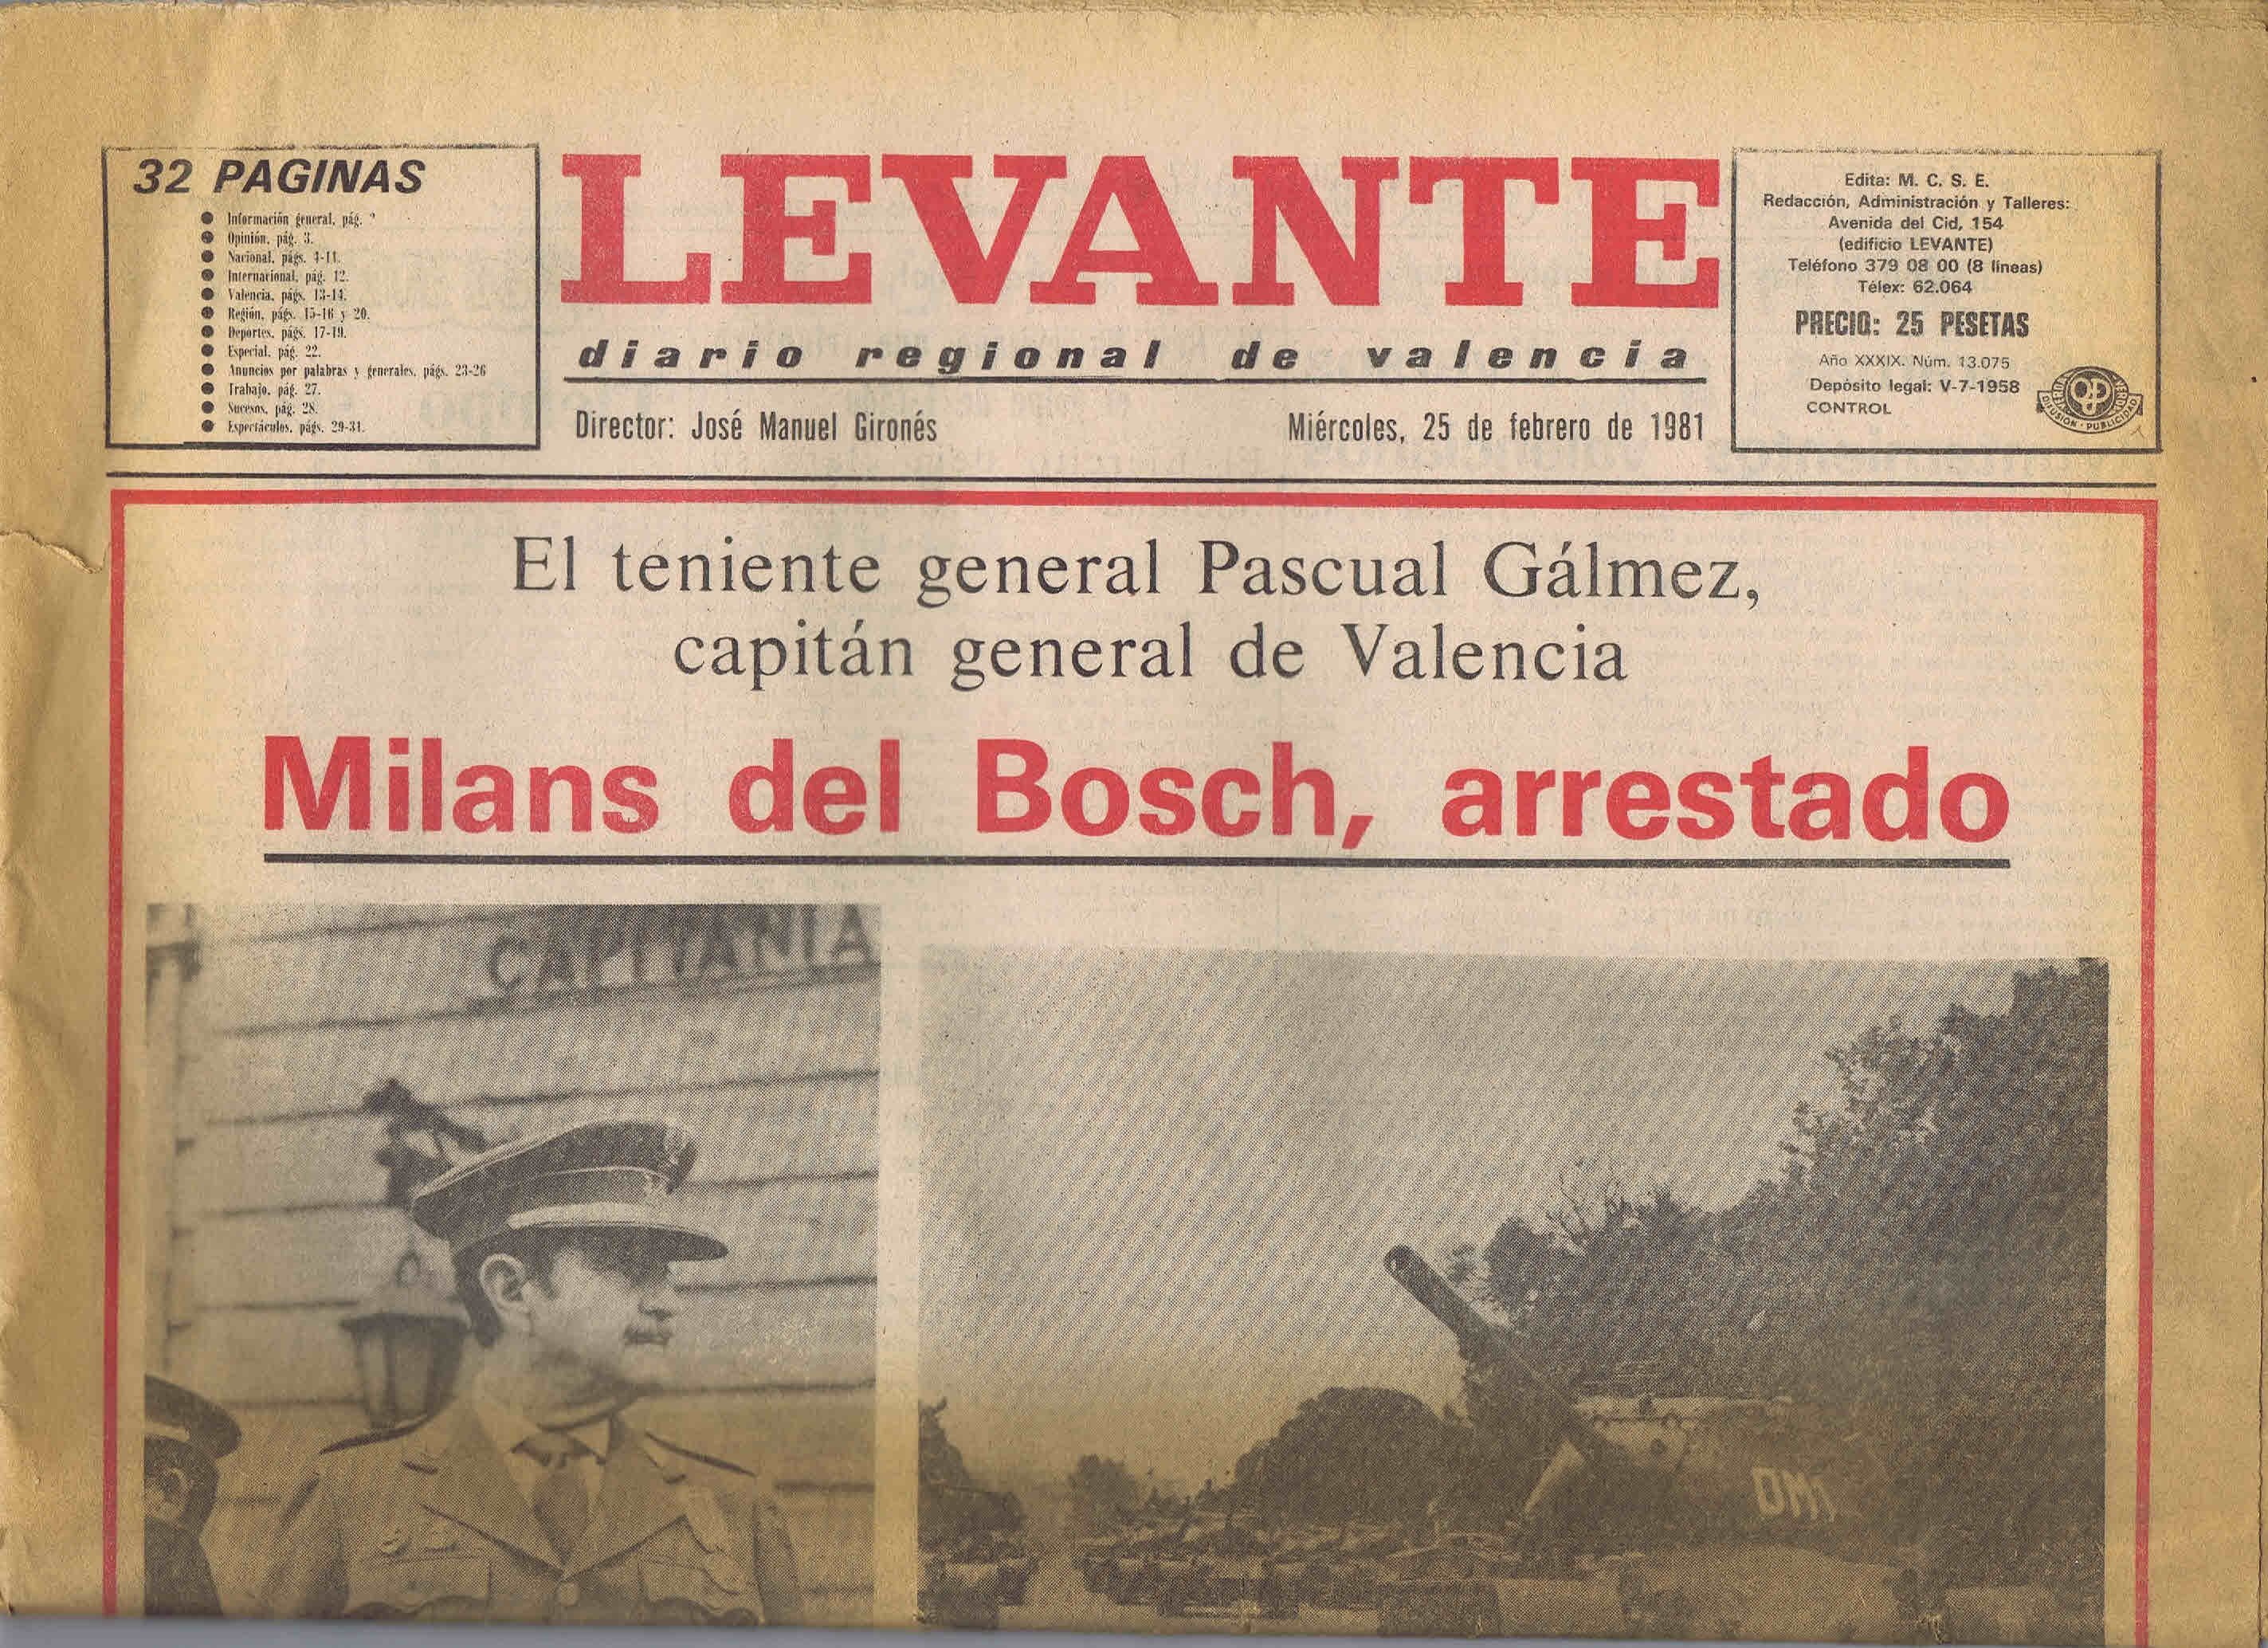 32 PAGINAS
● Información general, pág.
● Opinión, pág. 3.
● Nacional, págs. 4-11.
● Internacional, pág. 12.
● Valencia, págs. 13-14.
● Región, págs. 15-16 y 20.
● Deportes, págs. 17-19.
● Especial, pág. 22.
● Anuncios por palabras y generales, págs. 23-26
● Trabajo, pág. 27.
● Sucesos, pág. 28.
● Espectáculos, págs. 29-31.
LEVANTE
diario regional de valencia
Director: José Manuel Gironés
Miércoles, 25 de febrero de 1981
Edita: M. C. S. E.
Redacción, Administración y Talleres:
Avenida del Cid, 154
(edificio LEVANTE)
Teléfono 379 08 00 (8 líneas)
Télex: 62.064
PRECIO: 25 PESETAS
Año XXXIX. Núm. 13.075
Depósito legal: V-7-1958
CONTROL
OJD
DIFUSION · PUBLICIDAD
El teniente general Pascual Gálmez,
capitán general de Valencia
Milans del Bosch, arrestado
CAPITANIA
DM1